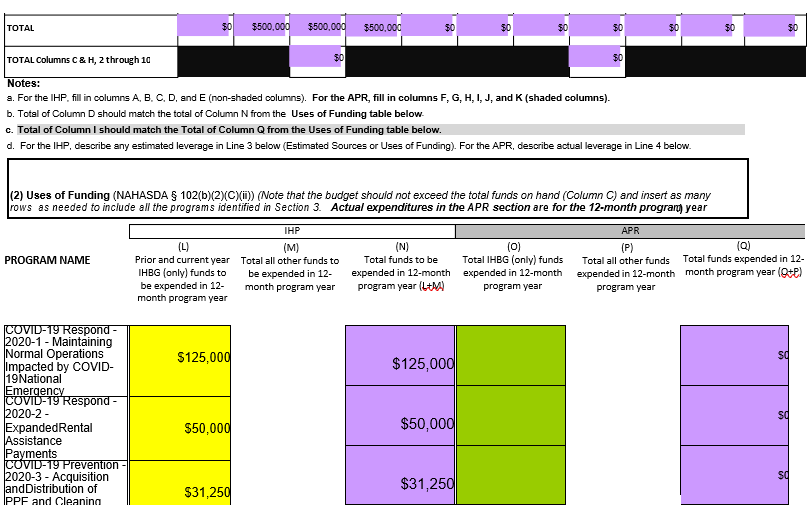 TOTAL $0 $500,000 $500,000 $500,000 $0 $0 $0 $0 $0 $0 $0
TOTAL Columns C & H, 2 through 10 $0 $0
Notes:
a. For the IHP, fill in columns A, B, C, D, and E (non-shaded columns). For the APR, fill in columns F, G, H, I, J, and K (shaded columns).
b. Total of Column D should match the total of Column N from the Uses of Funding table below.
c. Total of Column I should match the Total of Column Q from the Uses of Funding table below.
d. For the IHP, describe any estimated leverage in Line 3 below (Estimated Sources or Uses of Funding). For the APR, describe actual leverage in Line 4 below.
(2) Uses of Funding (NAHASDA § 102(b)(2)(C)(ii)) (Note that the budget should not exceed the total funds on hand (Column C) and insert as many
rows as needed to include all the programs identified in Section 3. Actual expenditures in the APR section are for the 12-month program year
IHP APR
PROGRAM NAME
(L)
Prior and current year
IHBG (only) funds to
be expended in 12-
month program year
(M)
Total all other funds to
be expended in 12-
month program year
(N)
Total funds to be
expended in 12-month
program year (L+M)
(O)
Total IHBG (only) funds
expended in 12-month
program year
(P)
Total all other funds
expended in 12-month
program year
(Q)
Total funds expended in 12-
month program year (O+P)
COVID-19 Respond -
2020-1 - Maintaining
Normal Operations
Impacted by COVID-
19National
Emergency
$125,000 $125,000 $0
COVID-19 Respond -
2020-2 -
ExpandedRental
Assistance
Payments
$50,000 $50,000 $0
COVID-19 Prevention -
2020-3 - Acquisition
andDistribution of
PPE and Cleaning
$31,250 $31,250 $0